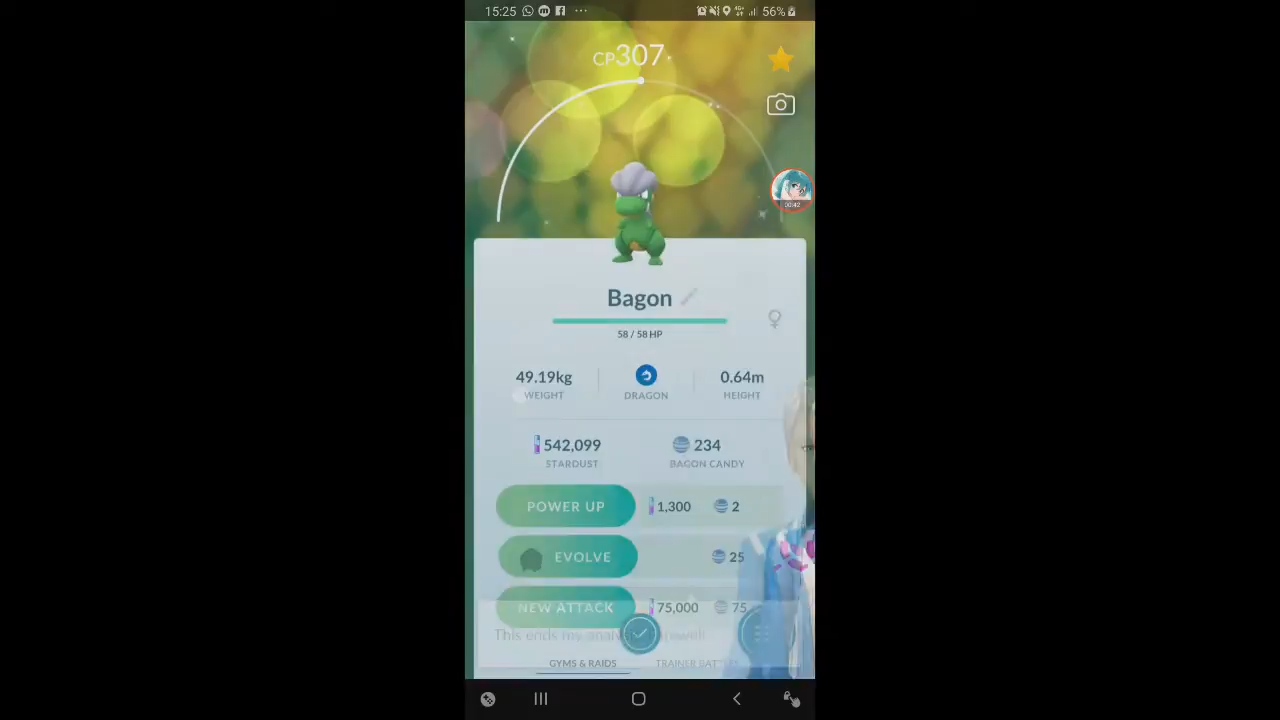 15:25 56%
CP307
00:42
Bagon
58 / 58 HP
49.19kg 0.64m
WEIGHT DRAGON HEIGHT
542,099 234
STARDUST BAGON CANDY
POWER UP 1,300 2
EVOLVE 25
NEW ATTACK 75,000 75
This ends my
GYMS & RAIDS TRAINER